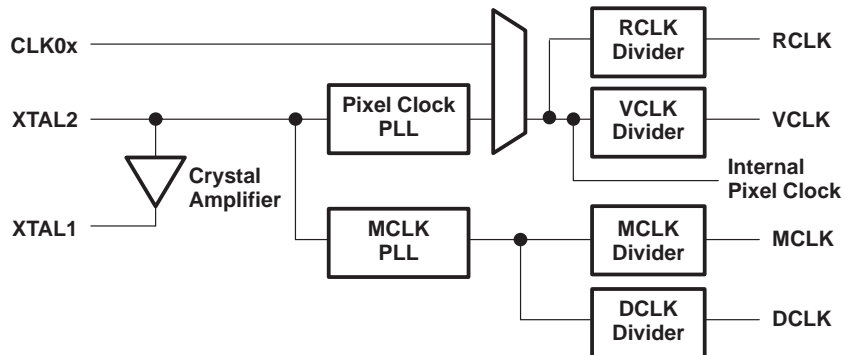 CLK0x
XTAL2
XTAL1
Crystal
Amplifier
Pixel Clock
PLL
MCLK
PLL
RCLK
Divider
RCLK
VCLK
Divider
VCLK
Internal
Pixel Clock
MCLK
Divider
MCLK
DCLK
Divider
DCLK